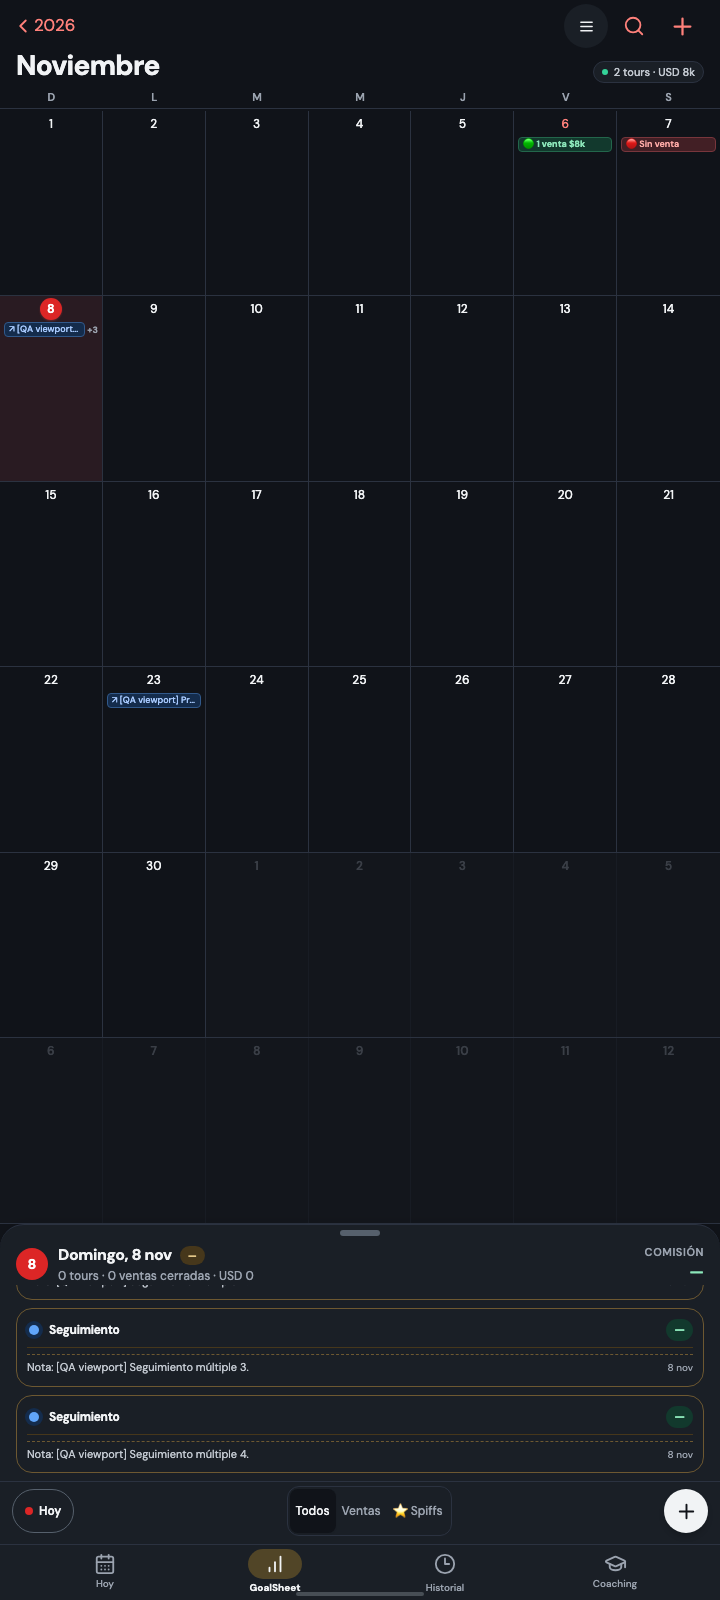 2026
Noviembre
2 tours · USD 8k
D L M M J V S
1 2 3 4 5 6 7
1 venta $8k Sin venta
8 9 10 11 12 13 14
[QA viewport... +3
15 16 17 18 19 20 21
22 23 24 25 26 27 28
[QA viewport] Pr...
29 30 1 2 3 4 5
6 7 8 9 10 11 12
8 Domingo, 8 nov – COMISIÓN
0 tours · 0 ventas cerradas · USD 0 —
Seguimiento —
Nota: [QA viewport] Seguimiento múltiple 3. 8 nov
Seguimiento —
Nota: [QA viewport] Seguimiento múltiple 4. 8 nov
Hoy Todos Ventas ⭐ Spiffs
Hoy GoalSheet Historial Coaching